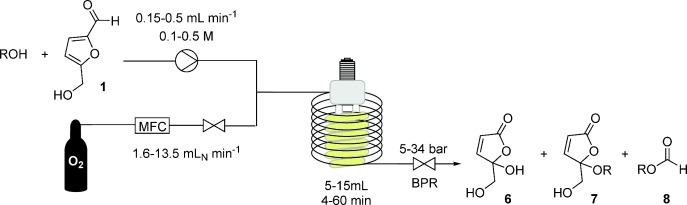 0.15-0.5 mL min⁻¹
0.1-0.5 M
ROH + H O O HO 1
MFC
O₂
1.6-13.5 mLN min⁻¹
5-15mL
4-60 min
5-34 bar
BPR
O O OH HO 6
+
O O OR HO 7
+
O RO H 8